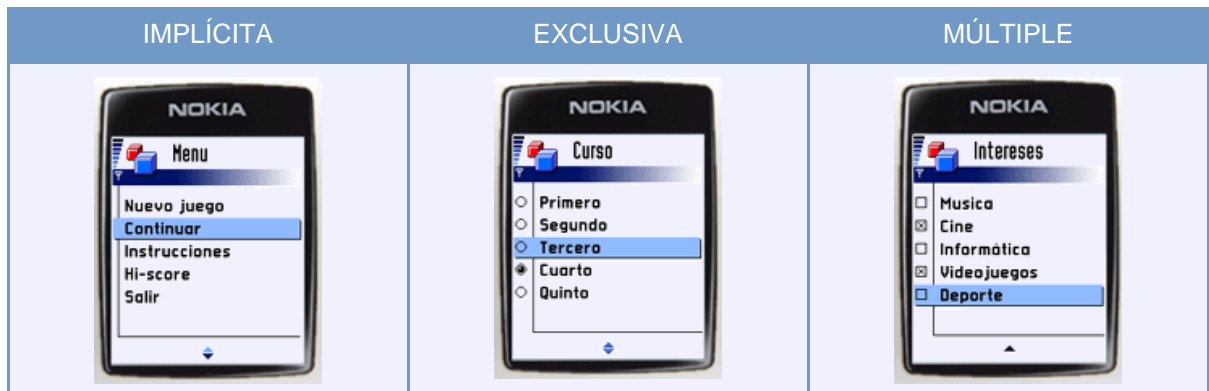 IMPLÍCITA
EXCLUSIVA
MÚLTIPLE
NOKIA
Menu
Nuevo juego
Continuar
Instrucciones
Hi-score
Salir
NOKIA
Curso
Primero
Segundo
Tercero
Cuarto
Quinto
NOKIA
Intereses
Musica
Cine
Informática
Videojuegos
Deporte